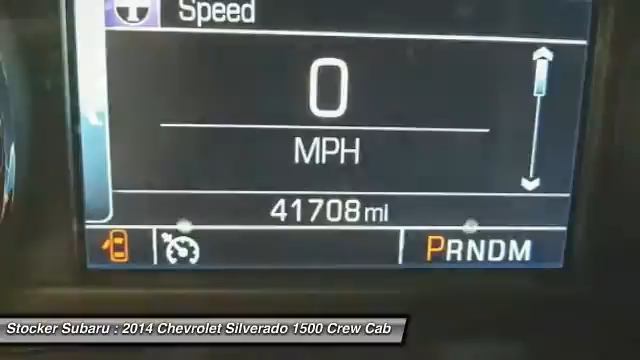 Speed
0
MPH
41708 mi
PRNDM
Stocker Subaru : 2014 Chevrolet Silverado 1500 Crew Cab